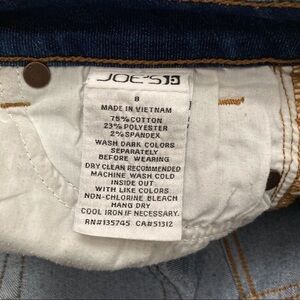 JOE'S
8
MADE IN VIETNAM
75% COTTON
23% POLYESTER
2% SPANDEX
WASH DARK COLORS
SEPARATELY
BEFORE WEARING
DRY CLEAN RECOMMENDED
MACHINE WASH COLD
INSIDE OUT
WITH LIKE COLORS
NON-CHLORINE BLEACH
HANG DRY
COOL IRON IF NECESSARY.
RN#135745 CA#51312